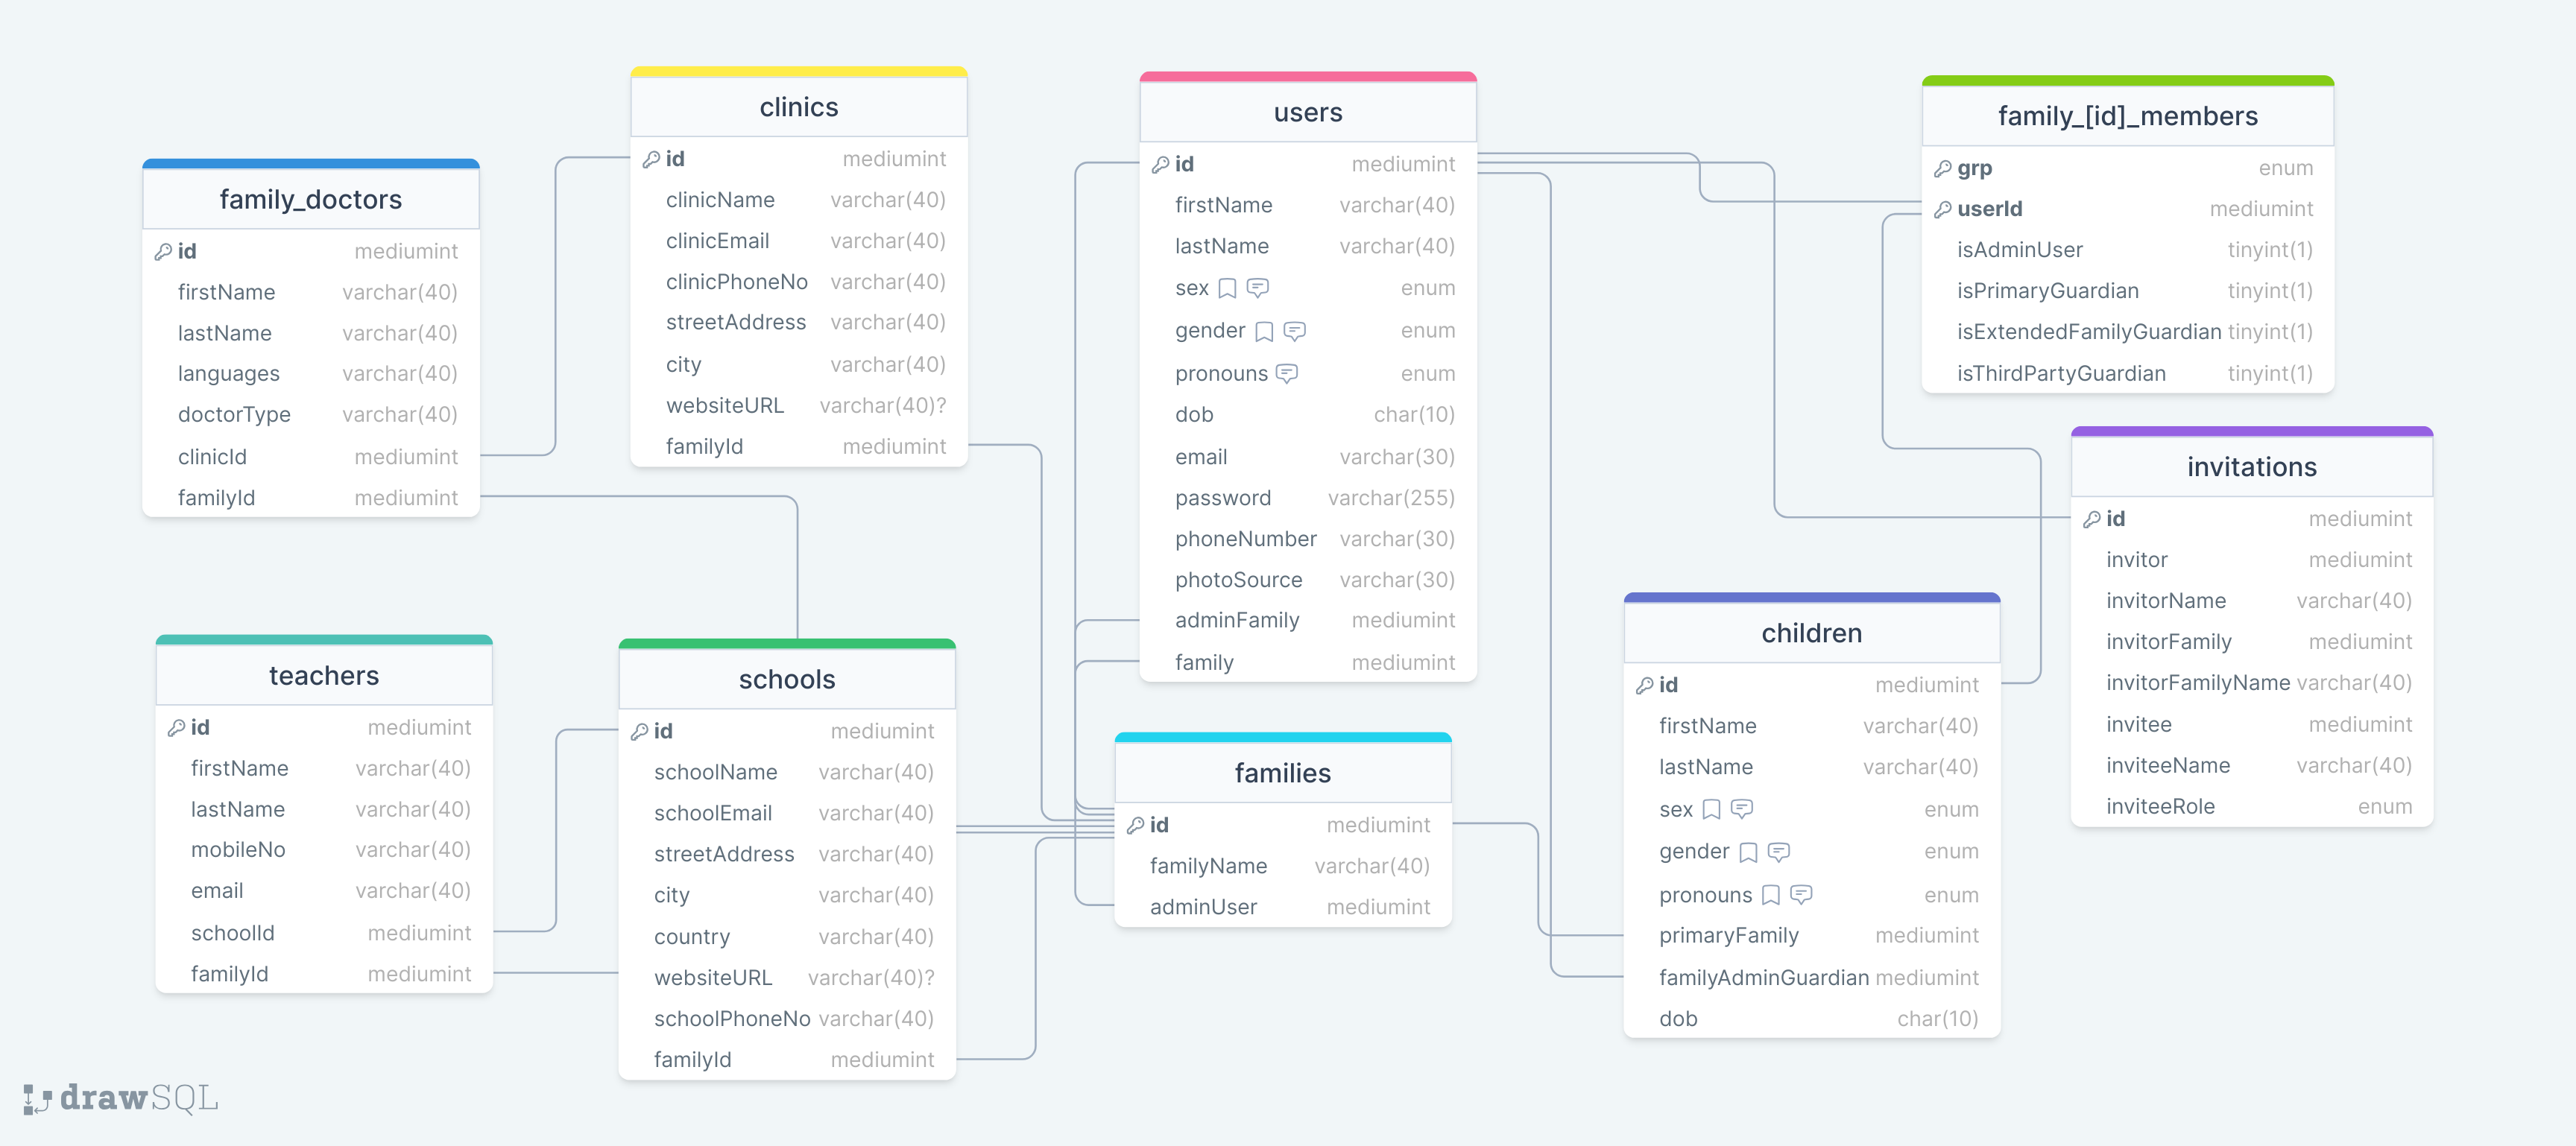 family_doctors
id mediumint
firstName varchar(40)
lastName varchar(40)
languages varchar(40)
doctorType varchar(40)
clinicId mediumint
familyId mediumint
clinics
id mediumint
clinicName varchar(40)
clinicEmail varchar(40)
clinicPhoneNo varchar(40)
streetAddress varchar(40)
city varchar(40)
websiteURL varchar(40)?
familyId mediumint
users
id mediumint
firstName varchar(40)
lastName varchar(40)
sex enum
gender enum
pronouns enum
dob char(10)
email varchar(30)
password varchar(255)
phoneNumber varchar(30)
photoSource varchar(30)
adminFamily mediumint
family mediumint
family_[id]_members
grp enum
userId mediumint
isAdminUser tinyint(1)
isPrimaryGuardian tinyint(1)
isExtendedFamilyGuardian tinyint(1)
isThirdPartyGuardian tinyint(1)
invitations
id mediumint
invitor mediumint
invitorName varchar(40)
invitorFamily mediumint
invitorFamilyName varchar(40)
invitee mediumint
inviteeName varchar(40)
inviteeRole enum
teachers
id mediumint
firstName varchar(40)
lastName varchar(40)
mobileNo varchar(40)
email varchar(40)
schoolId mediumint
familyId mediumint
schools
id mediumint
schoolName varchar(40)
schoolEmail varchar(40)
streetAddress varchar(40)
city varchar(40)
country varchar(40)
websiteURL varchar(40)?
schoolPhoneNo varchar(40)
familyId mediumint
families
id mediumint
familyName varchar(40)
adminUser mediumint
children
id mediumint
firstName varchar(40)
lastName varchar(40)
sex enum
gender enum
pronouns enum
primaryFamily mediumint
familyAdminGuardian mediumint
dob char(10)
drawSQL